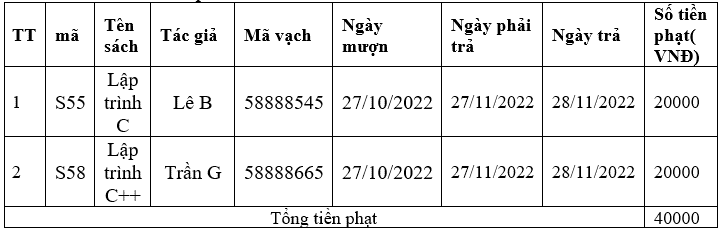 TT mã Tên sách Tác giả Mã vạch Ngày mượn Ngày phải trả Ngày trả Số tiền phạt( VNĐ)
1 S55 Lập trình C Lê B 58888545 27/10/2022 27/11/2022 28/11/2022 20000
2 S58 Lập trình C++ Trần G 58888665 27/10/2022 27/11/2022 28/11/2022 20000
Tổng tiền phạt 40000